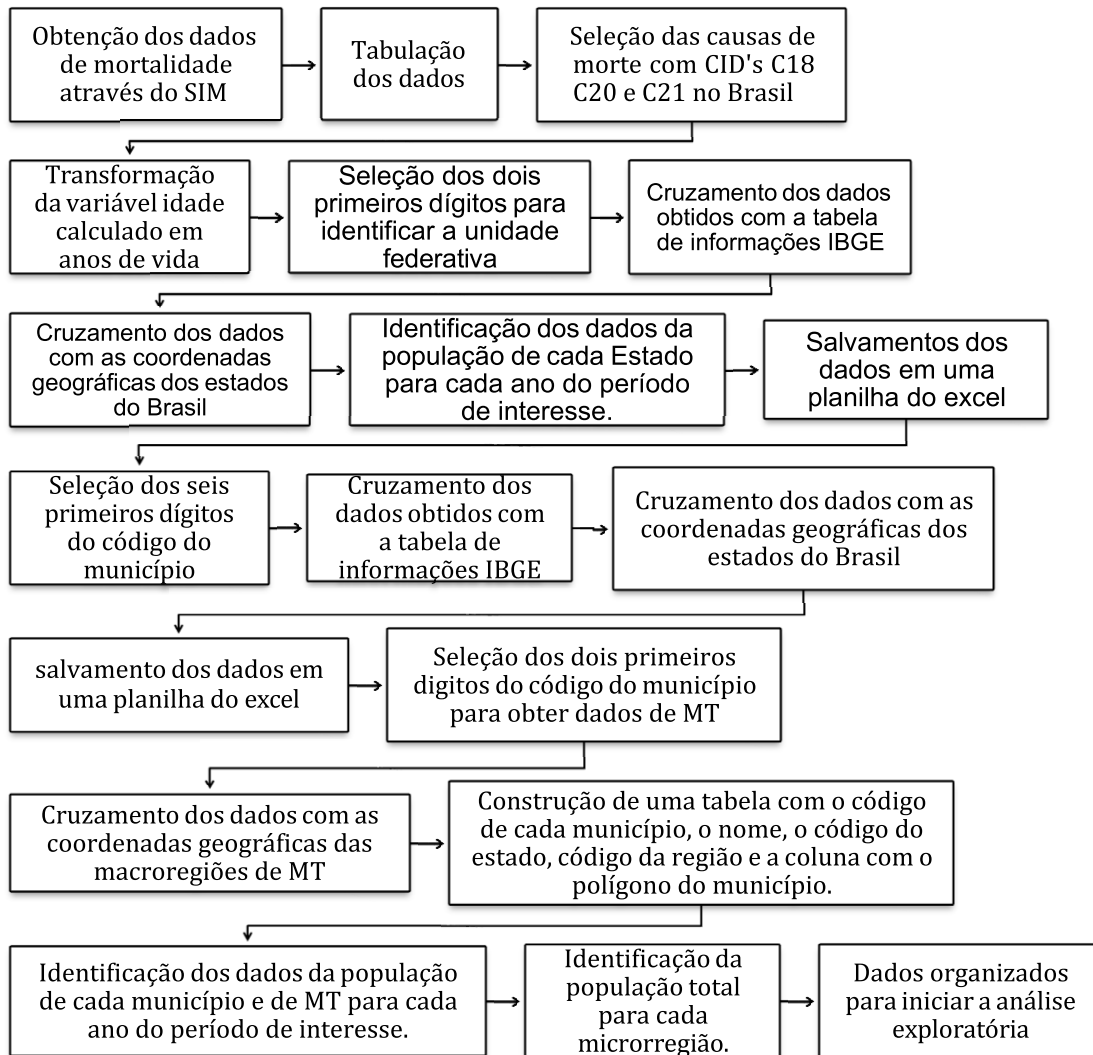 Obtenção dos dados
de mortalidade
através do SIM
Tabulação
dos dados
Seleção das causas de
morte com CID's C18
C20 e C21 no Brasil
Transformação
da variável idade
calculado em
anos de vida
Seleção dos dois
primeiros dígitos para
identificar a unidade
federativa
Cruzamento dos dados
obtidos com a tabela
de informações IBGE
Cruzamento dos dados
com as coordenadas
geográficas dos estados
do Brasil
Identificação dos dados da
população de cada Estado
para cada ano do período
de interesse.
Salvamentos dos
dados em uma
planilha do excel
Seleção dos seis
primeiros dígitos
do código do
município
Cruzamento dos
dados obtidos com
a tabela de
informações IBGE
Cruzamento dos dados com as
coordenadas geográficas dos
estados do Brasil
salvamento dos dados em
uma planilha do excel
Seleção dos dois primeiros
digitos do código do município
para obter dados de MT
Cruzamento dos dados com as
coordenadas geográficas das
macroregiões de MT
Construção de uma tabela com o código
de cada município, o nome, o código do
estado, código da região e a coluna com o
polígono do município.
Identificação dos dados da população
de cada município e de MT para cada
ano do período de interesse.
Identificação da
população total
para cada
microrregião.
Dados organizados
para iniciar a análise
exploratória